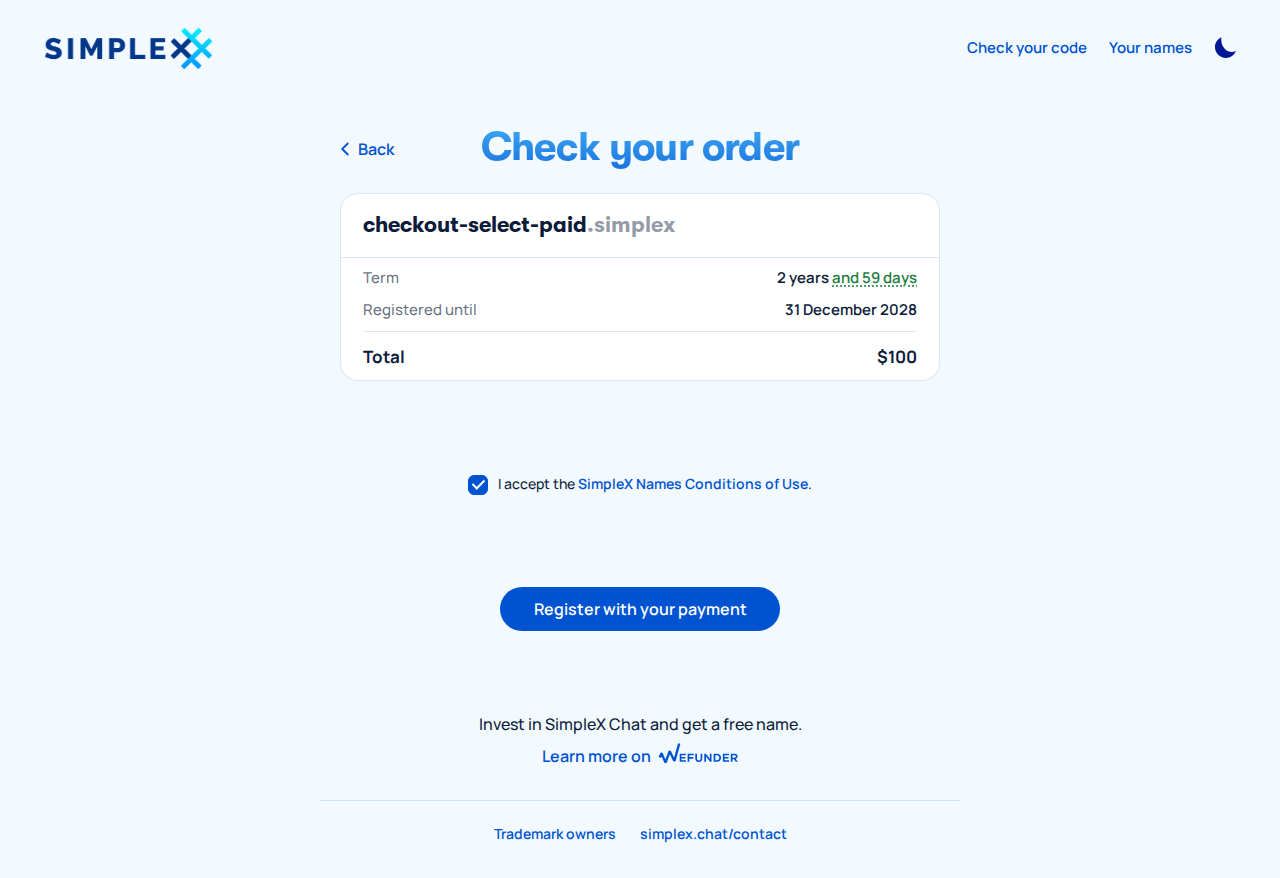 SIMPLEX
Check your code
Your names
Back
Check your order
checkout-select-paid.simplex
Term
2 years and 59 days
Registered until
31 December 2028
Total
$100
I accept the SimpleX Names Conditions of Use.
Register with your payment
Invest in SimpleX Chat and get a free name.
Learn more on WEFUNDER
Trademark owners
simplex.chat/contact